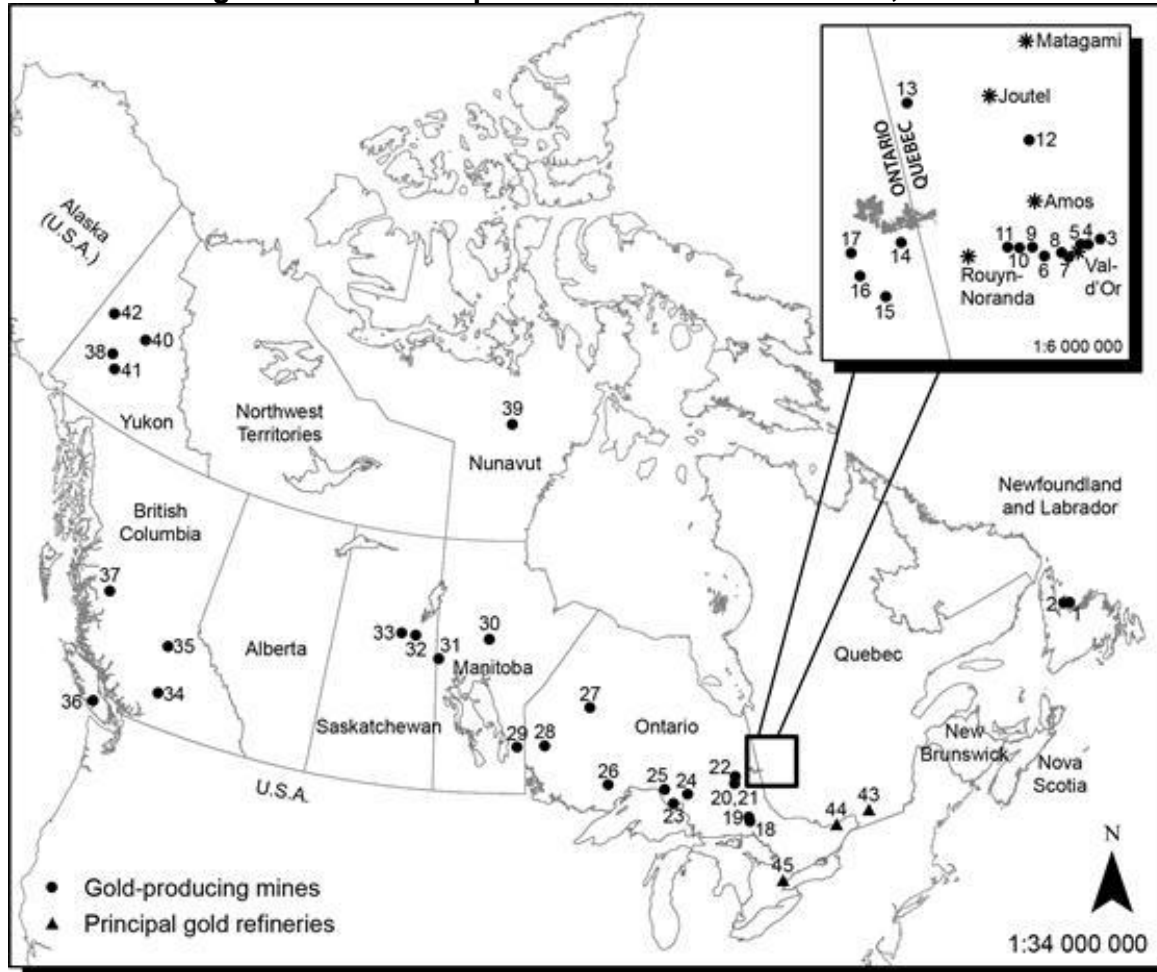 Matagami
Joutel
13
12
ONTARIO
QUEBEC
Amos
17
14
11
9
8
5
4
3
10
6
7
Rouyn-
Noranda
Val-
d'Or
16
15
1:6 000 000
Alaska
(U.S.A.)
42
40
38
41
Yukon
Northwest
Territories
39
Nunavut
Newfoundland
and Labrador
British
Columbia
37
2
1
33
32
30
31
Manitoba
35
Alberta
Quebec
36
34
Saskatchewan
27
Ontario
29
28
New
Brunswick
Nova
Scotia
U.S.A.
26
25
24
22
20,21
23
19
18
44
43
45
N
Gold-producing mines
Principal gold refineries
1:34 000 000